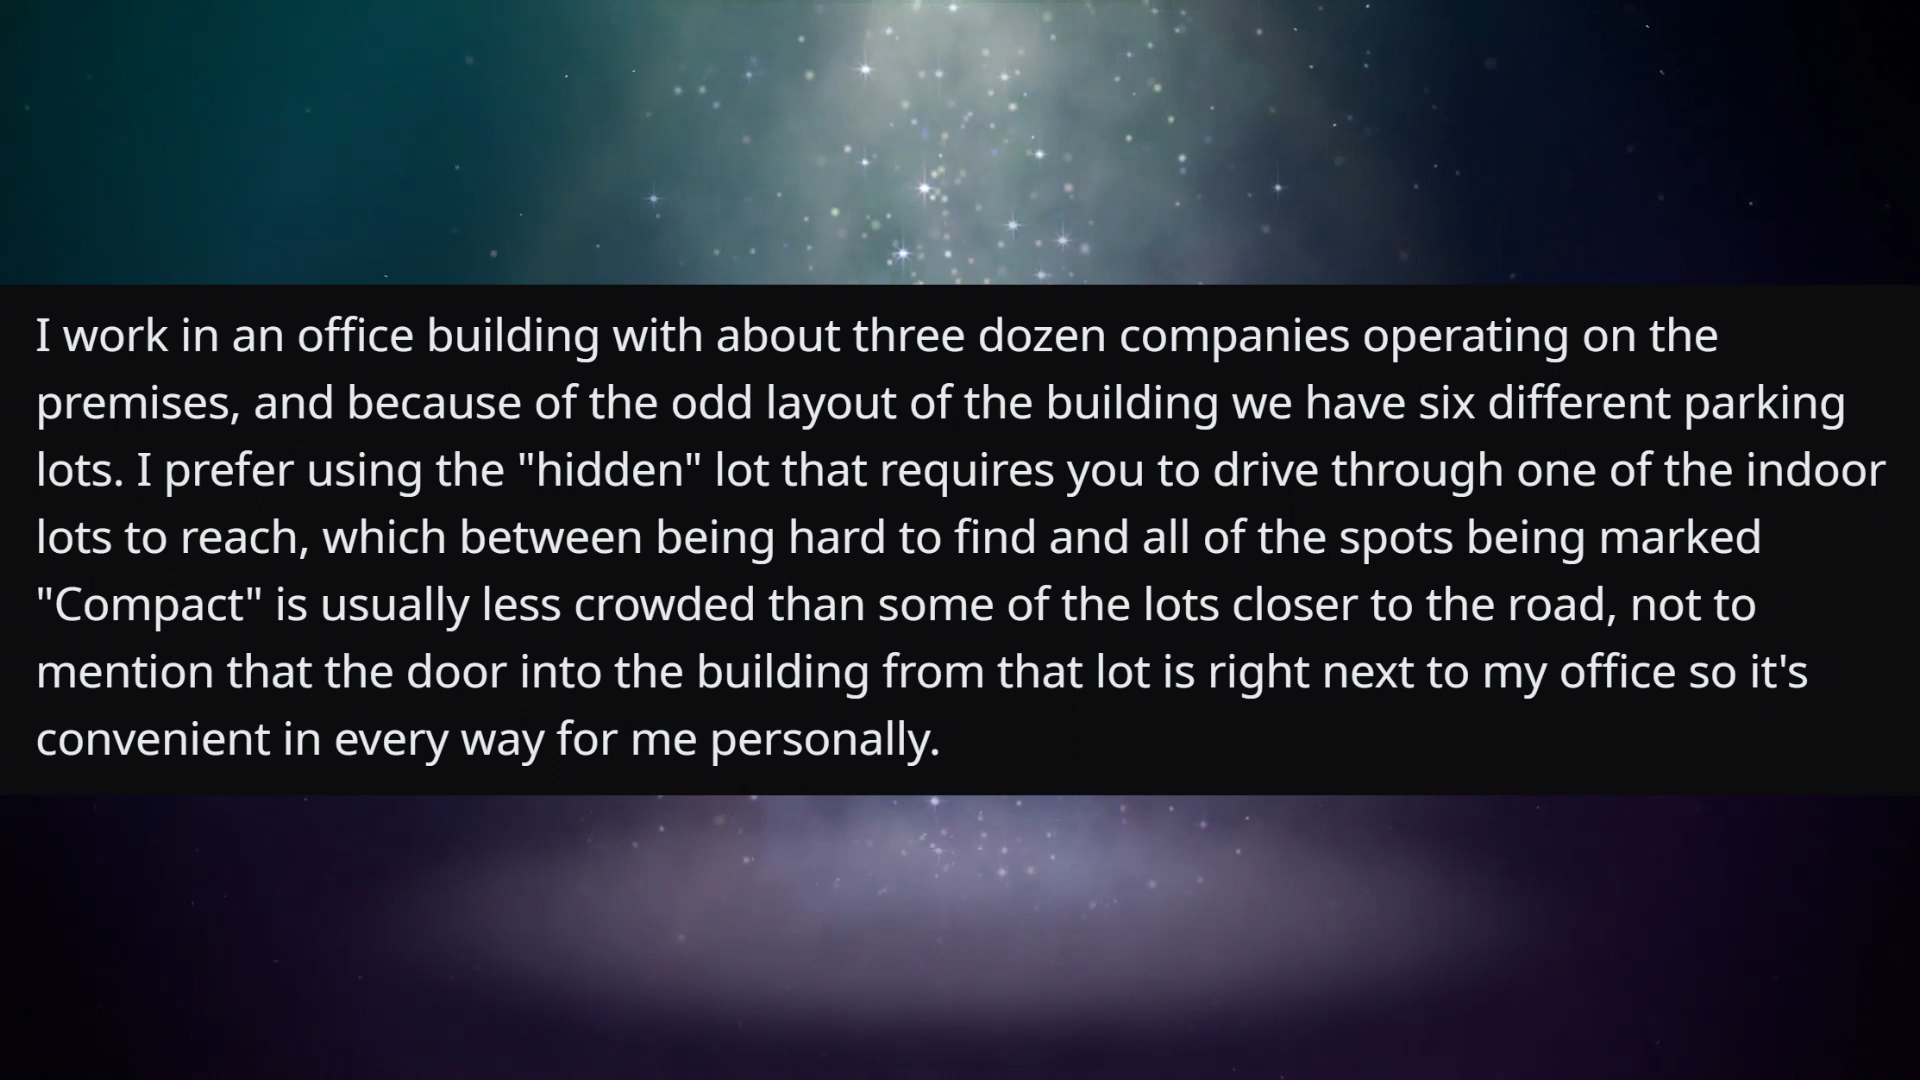 I work in an office building with about three dozen companies operating on the
premises, and because of the odd layout of the building we have six different parking
lots. I prefer using the "hidden" lot that requires you to drive through one of the indoor
lots to reach, which between being hard to find and all of the spots being marked
"Compact" is usually less crowded than some of the lots closer to the road, not to
mention that the door into the building from that lot is right next to my office so it's
convenient in every way for me personally.